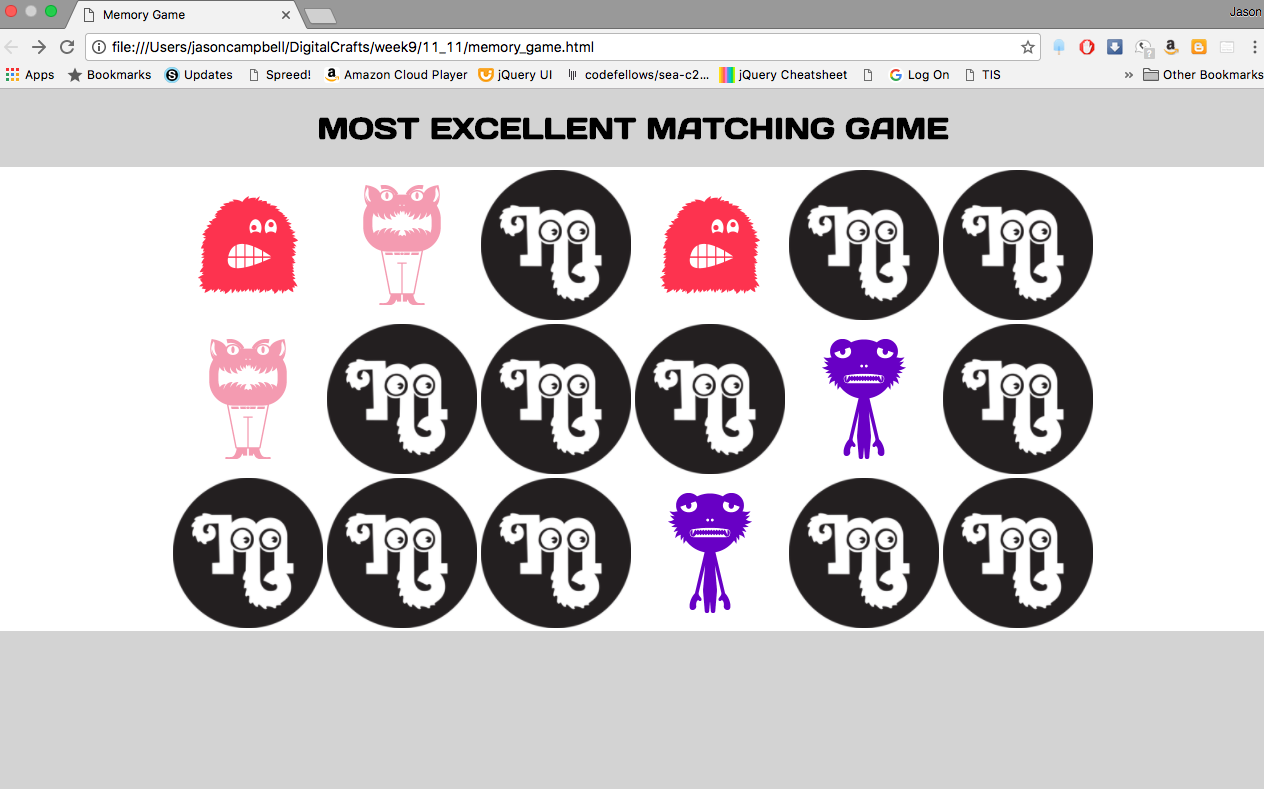 Memory Game
Jason
file:///Users/jasoncampbell/DigitalCrafts/week9/11_11/memory_game.html
Apps Bookmarks Updates Spreed! Amazon Cloud Player jQuery UI codefellows/sea-c2... jQuery Cheatsheet Log On TIS » Other Bookmarks
MOST EXCELLENT MATCHING GAME
m m m
m m m m
m m m m m